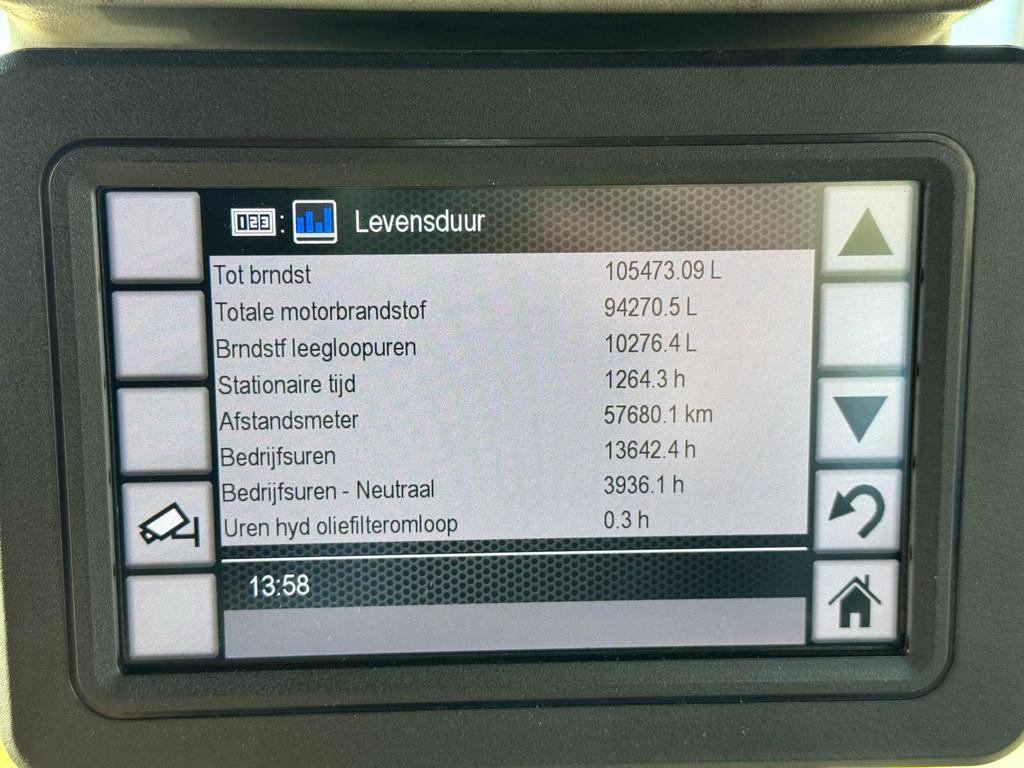 123 : Levensduur
Tot brndst 105473.09 L
Totale motorbrandstof 94270.5 L
Brndstf leegloopuren 10276.4 L
Stationaire tijd 1264.3 h
Afstandsmeter 57680.1 km
Bedrijfsuren 13642.4 h
Bedrijfsuren - Neutraal 3936.1 h
Uren hyd oliefilteromloop 0.3 h
13:58